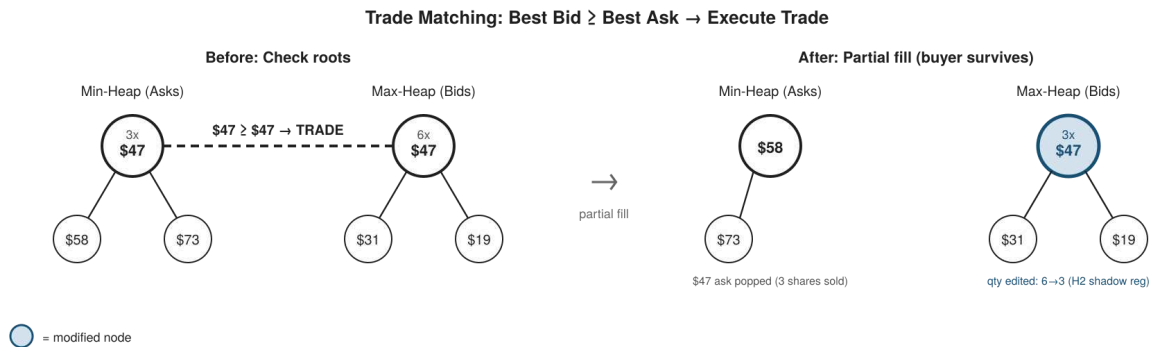 Trade Matching: Best Bid ≥ Best Ask → Execute Trade
Before: Check roots
After: Partial fill (buyer survives)
Min-Heap (Asks)
Max-Heap (Bids)
Min-Heap (Asks)
Max-Heap (Bids)
3x
$47
$47 ≥ $47 → TRADE
6x
$47
$58
3x
$47
→
partial fill
$58
$73
$31
$19
$73
$31
$19
$47 ask popped (3 shares sold)
qty edited: 6→3 (H2 shadow reg)
= modified node